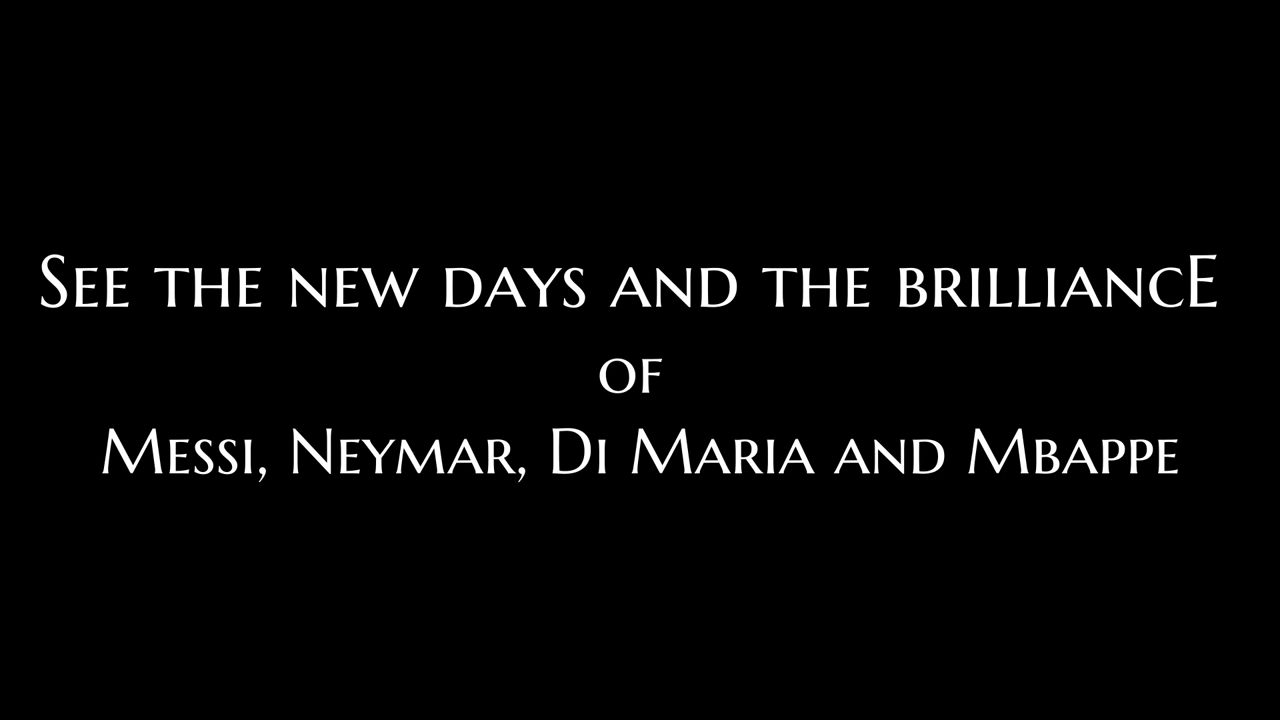 See the new days and the brilliancE
of
Messi, Neymar, Di Maria and Mbappe